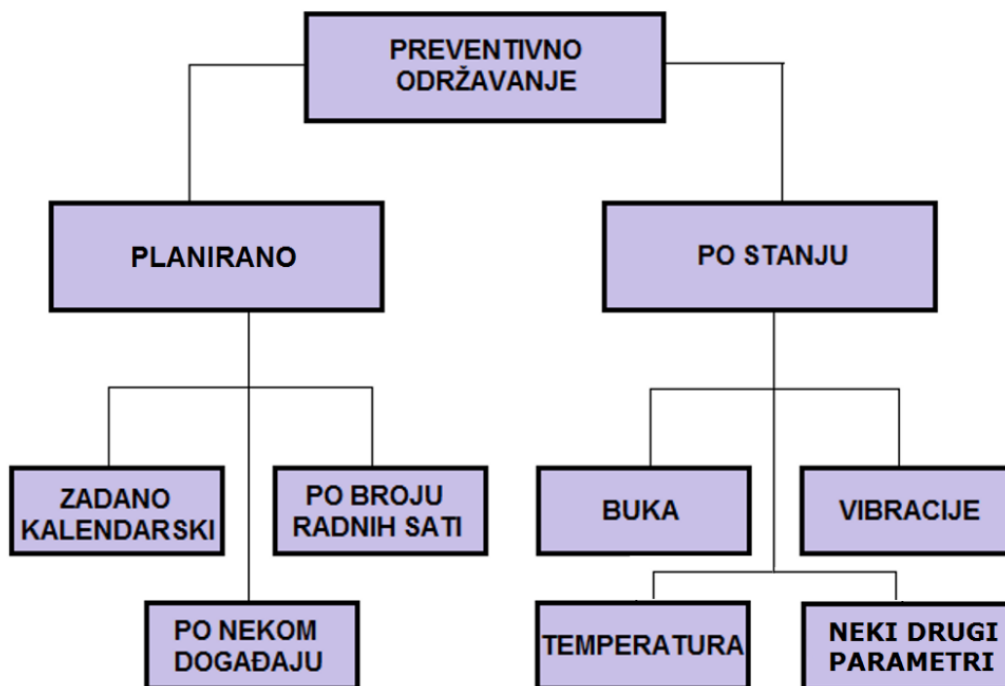 PREVENTIVNO
ODRŽAVANJE
PLANIRANO
PO STANJU
ZADANO
KALENDARSKI
PO BROJU
RADNIH SATI
BUKA
VIBRACIJE
PO NEKOM
DOGAĐAJU
TEMPERATURA
NEKI DRUGI
PARAMETRI